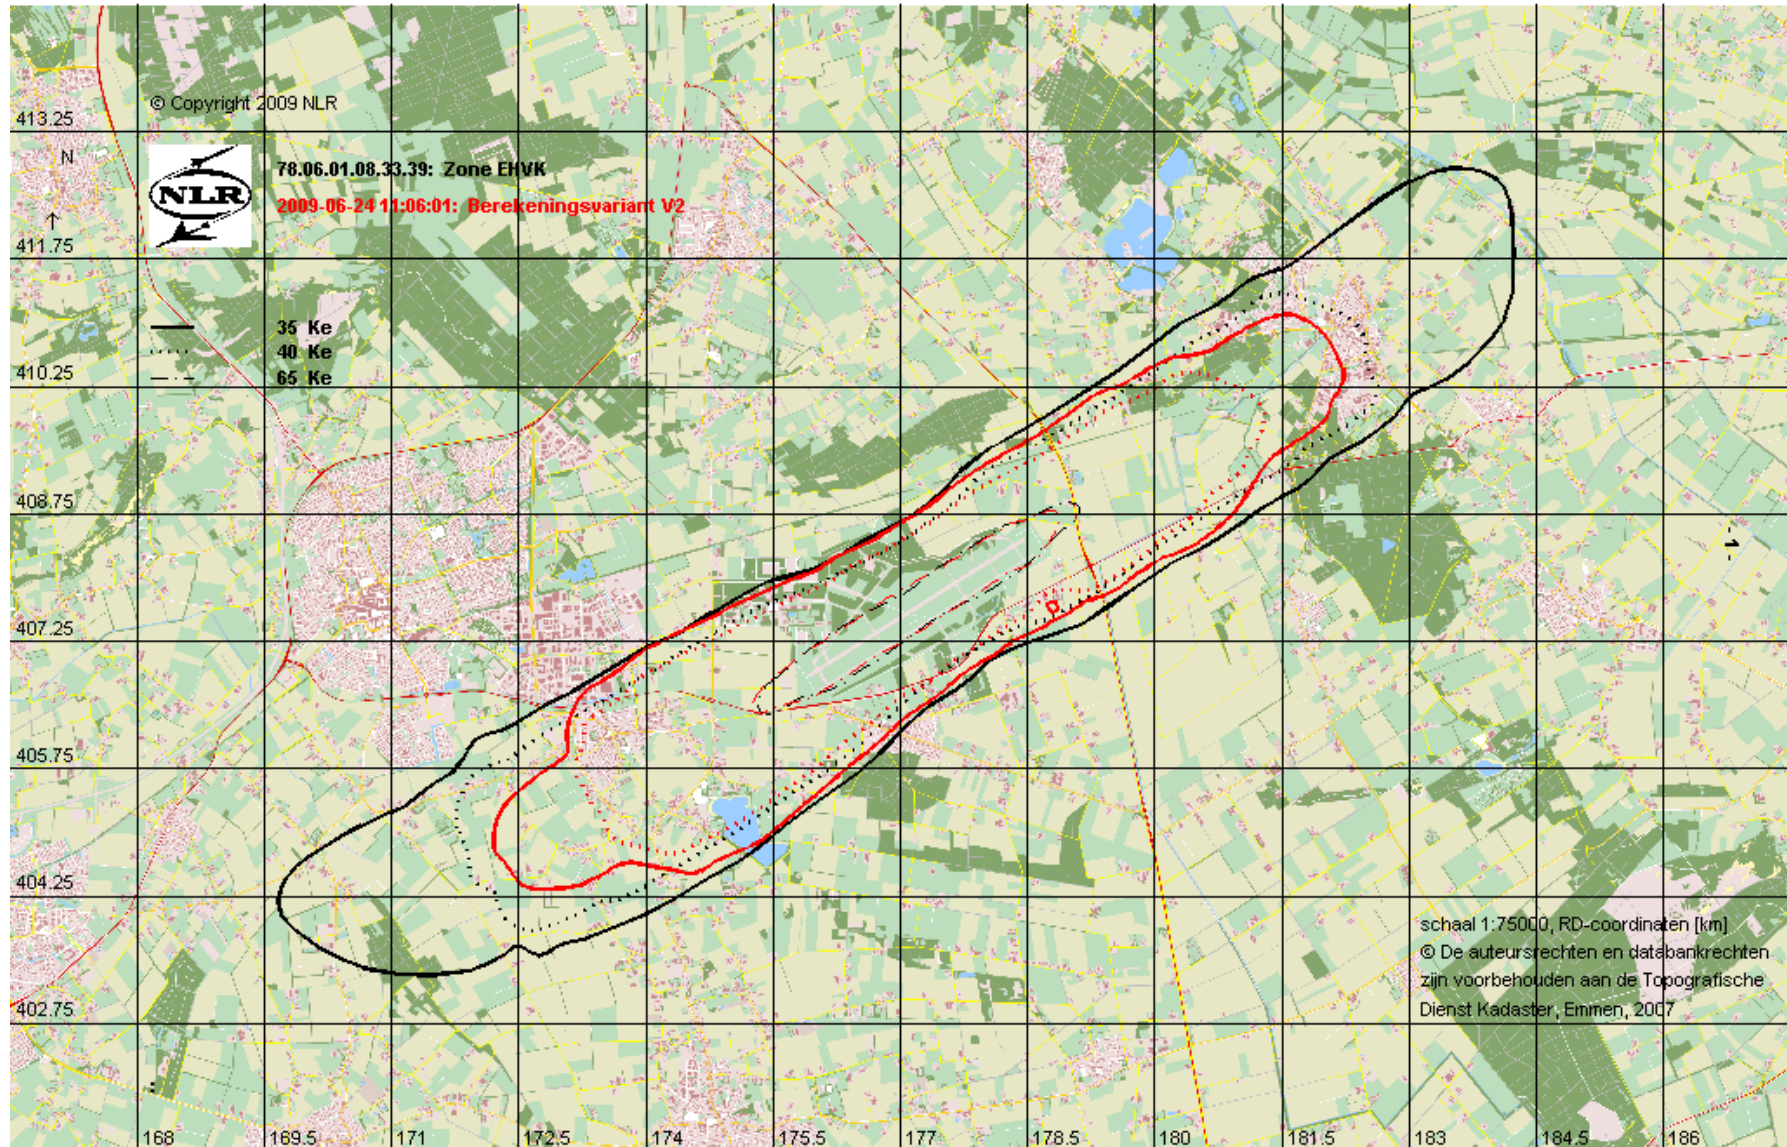 © Copyright 2009 NLR
413.25
N
NLR
78.06.01.08.33.39: Zone EHVK
2009-06-24 11:06:01: Berekeningsvariant V2
411.75
35 Ke
40 Ke
65 Ke
410.25
408.75
-1-
407.25
405.75
404.25
schaal 1:75000, RD-coordinaten [km]
© De auteursrechten en databankrechten
zijn voorbehouden aan de Topografische
Dienst Kadaster, Emmen, 2007
402.75
168 169.5 171 172.5 174 175.5 177 178.5 180 181.5 183 184.5 186